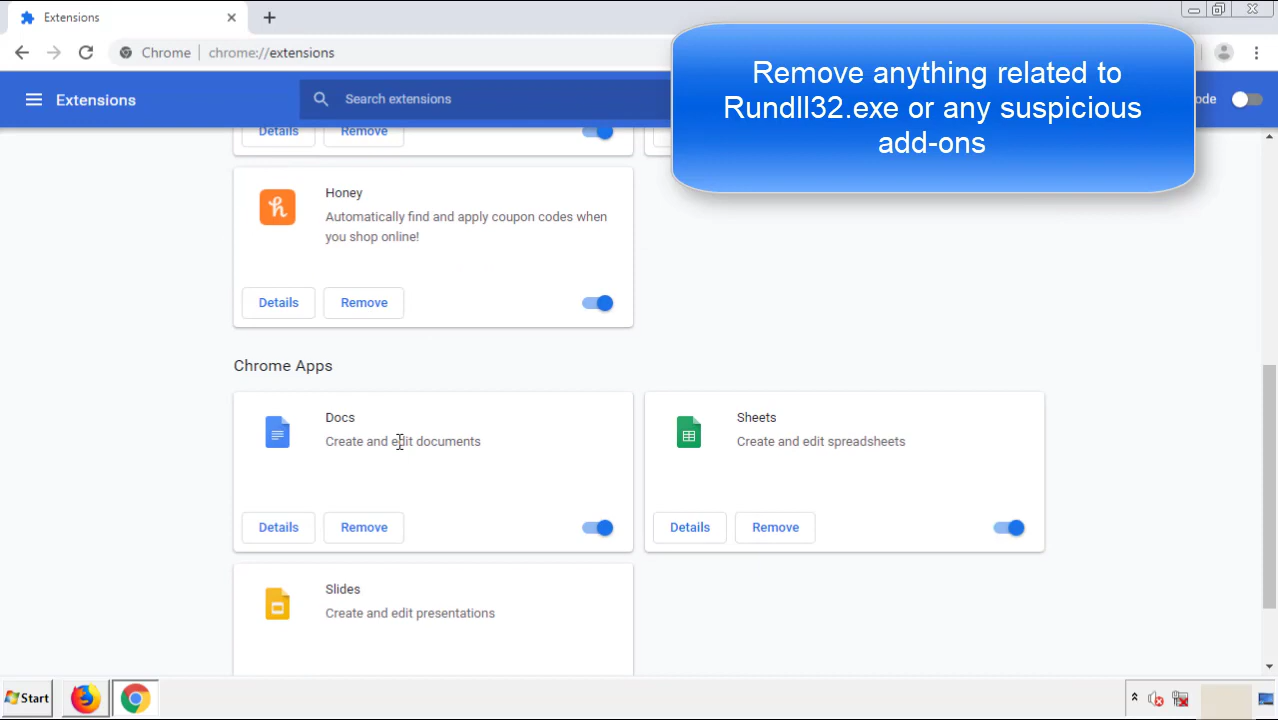 Extensions
Chrome
chrome://extensions
Remove anything related to
Rundll32.exe or any suspicious
add-ons
Extensions
Search extensions
ode
Details
Remove
Honey
Automatically find and apply coupon codes when
you shop online!
Details
Remove
Chrome Apps
Docs
Create and edit documents
Details
Remove
Sheets
Create and edit spreadsheets
Details
Remove
Slides
Create and edit presentations
Start